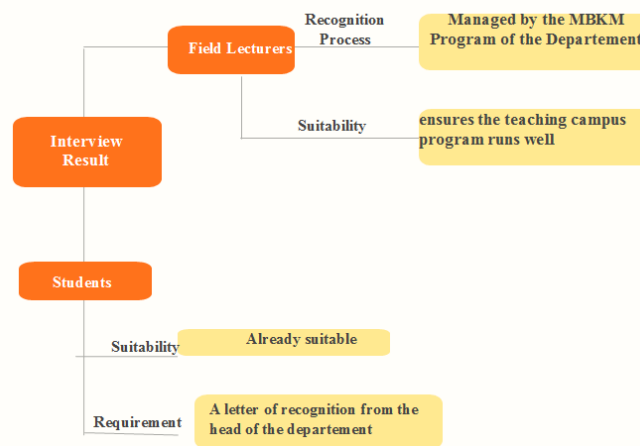 Recognition
Process
Managed by the MBKM
Program of the Departement
Field Lecturers
Suitability
ensures the teaching campus
program runs well
Interview
Result
Students
Suitability
Already suitable
Requirement
A letter of recognition from the
head of the departement